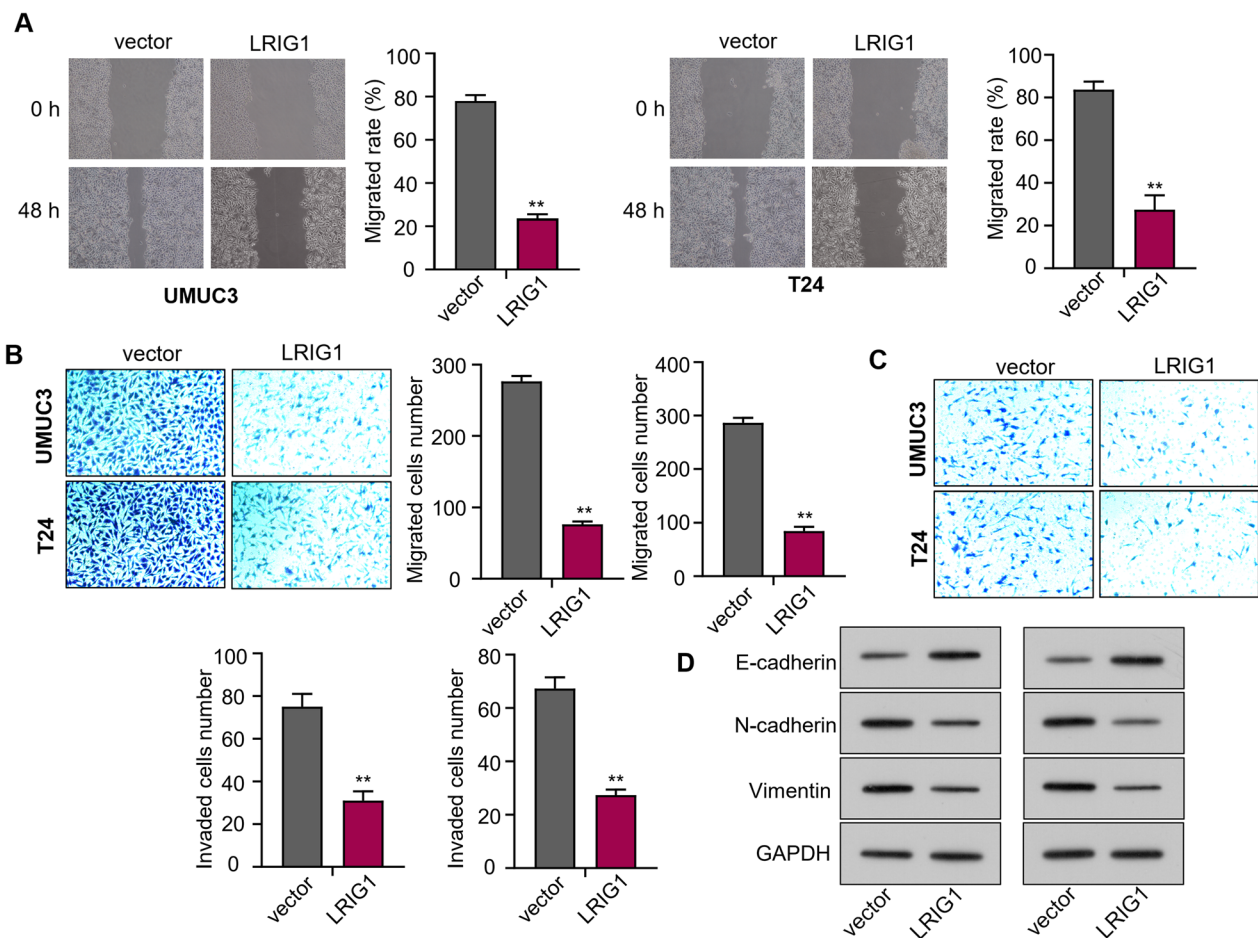 A
vector LRIG1
0 h
48 h
UMUC3
Migrated rate (%)
100
80
60
40
20
0
**
vector LRIG1
vector LRIG1
0 h
48 h
T24
Migrated rate (%)
100
80
60
40
20
0
**
vector LRIG1
B
vector LRIG1
UMUC3
T24
Migrated cells number
300
200
100
0
**
vector LRIG1
Migrated cells number
400
300
200
100
0
**
vector LRIG1
C
vector LRIG1
UMUC3
T24
Invaded cells number
100
80
60
40
20
0
**
vector LRIG1
Invaded cells number
80
60
40
20
0
**
vector LRIG1
D
E-cadherin
N-cadherin
Vimentin
GAPDH
vector LRIG1 vector LRIG1